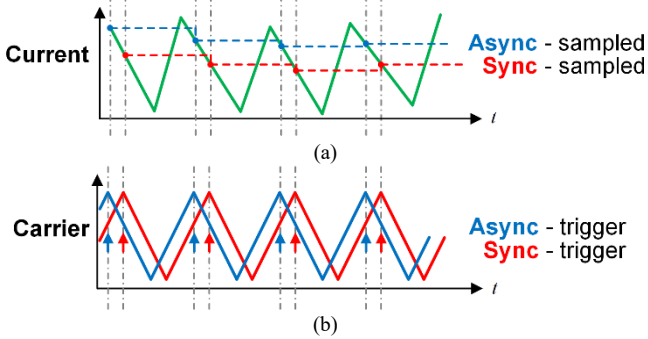 Current
Async - sampled
Sync - sampled
t
(a)
Carrier
Async - trigger
Sync - trigger
t
(b)